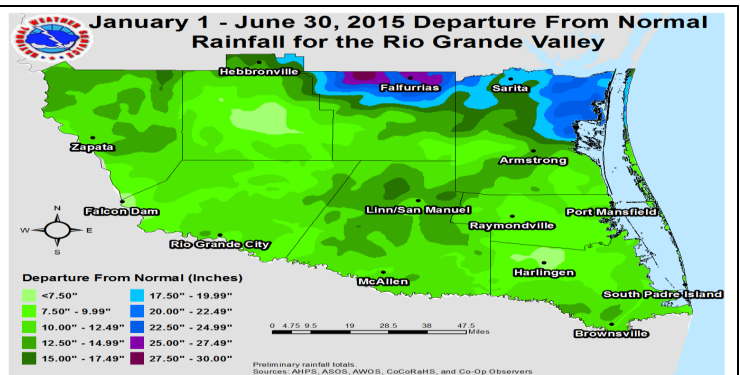 January 1 - June 30, 2015 Departure From Normal
Rainfall for the Rio Grande Valley
Hebbronville
Falfurrias
Sarita
Zapata
Armstrong
Falcon Dam
Linn/San Manuel
Port Mansfield
Raymondville
Rio Grande City
N
W
E
S
McAllen
Harlingen
South Padre Island
Brownsville
Departure From Normal (Inches)
<7.50"
7.50" - 9.99"
10.00" - 12.49"
12.50" - 14.99"
15.00" - 17.49"
17.50" - 19.99"
20.00" - 22.49"
22.50" - 24.99"
25.00" - 27.49"
27.50" - 30.00"
0 4.75 9.5 19 28.5 38 47.5
Miles
Preliminary rainfall totals.
Sources: AHPS, ASOS, AWOS, CoCoRaHS, and Co-Op Observers